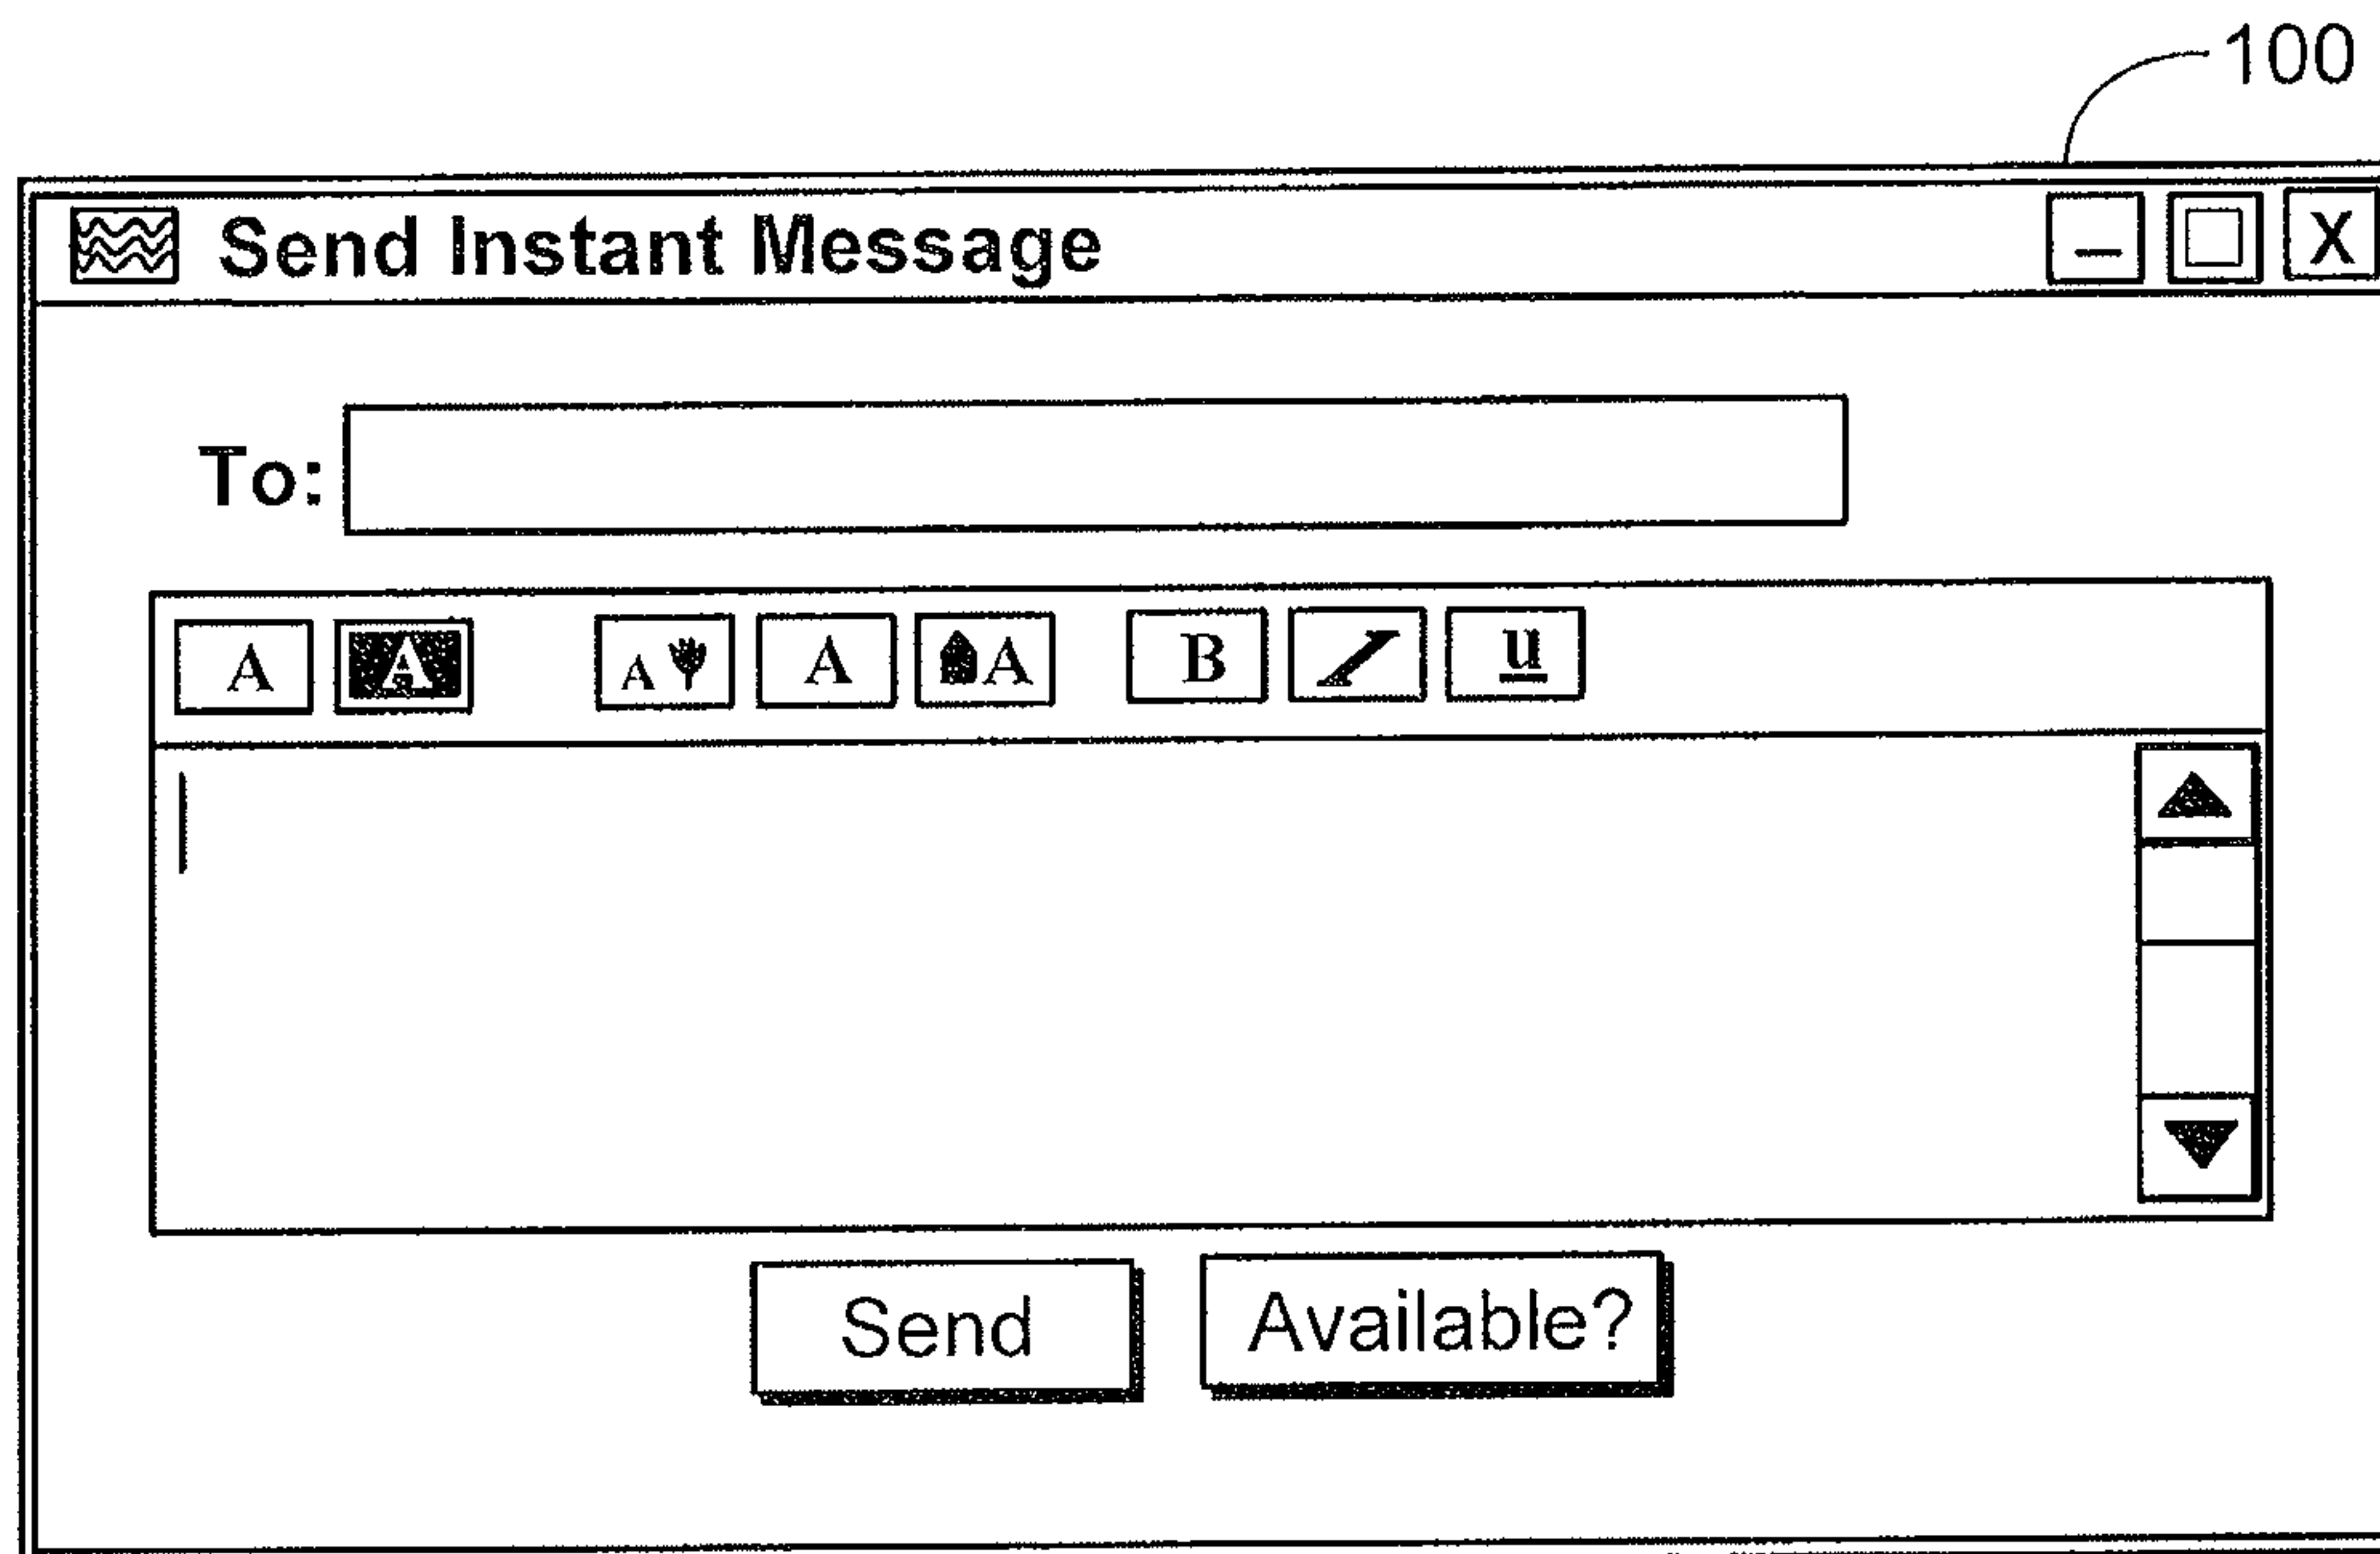 100
Send Instant Message
– X
To:
A A A A A B I u
Send Available?